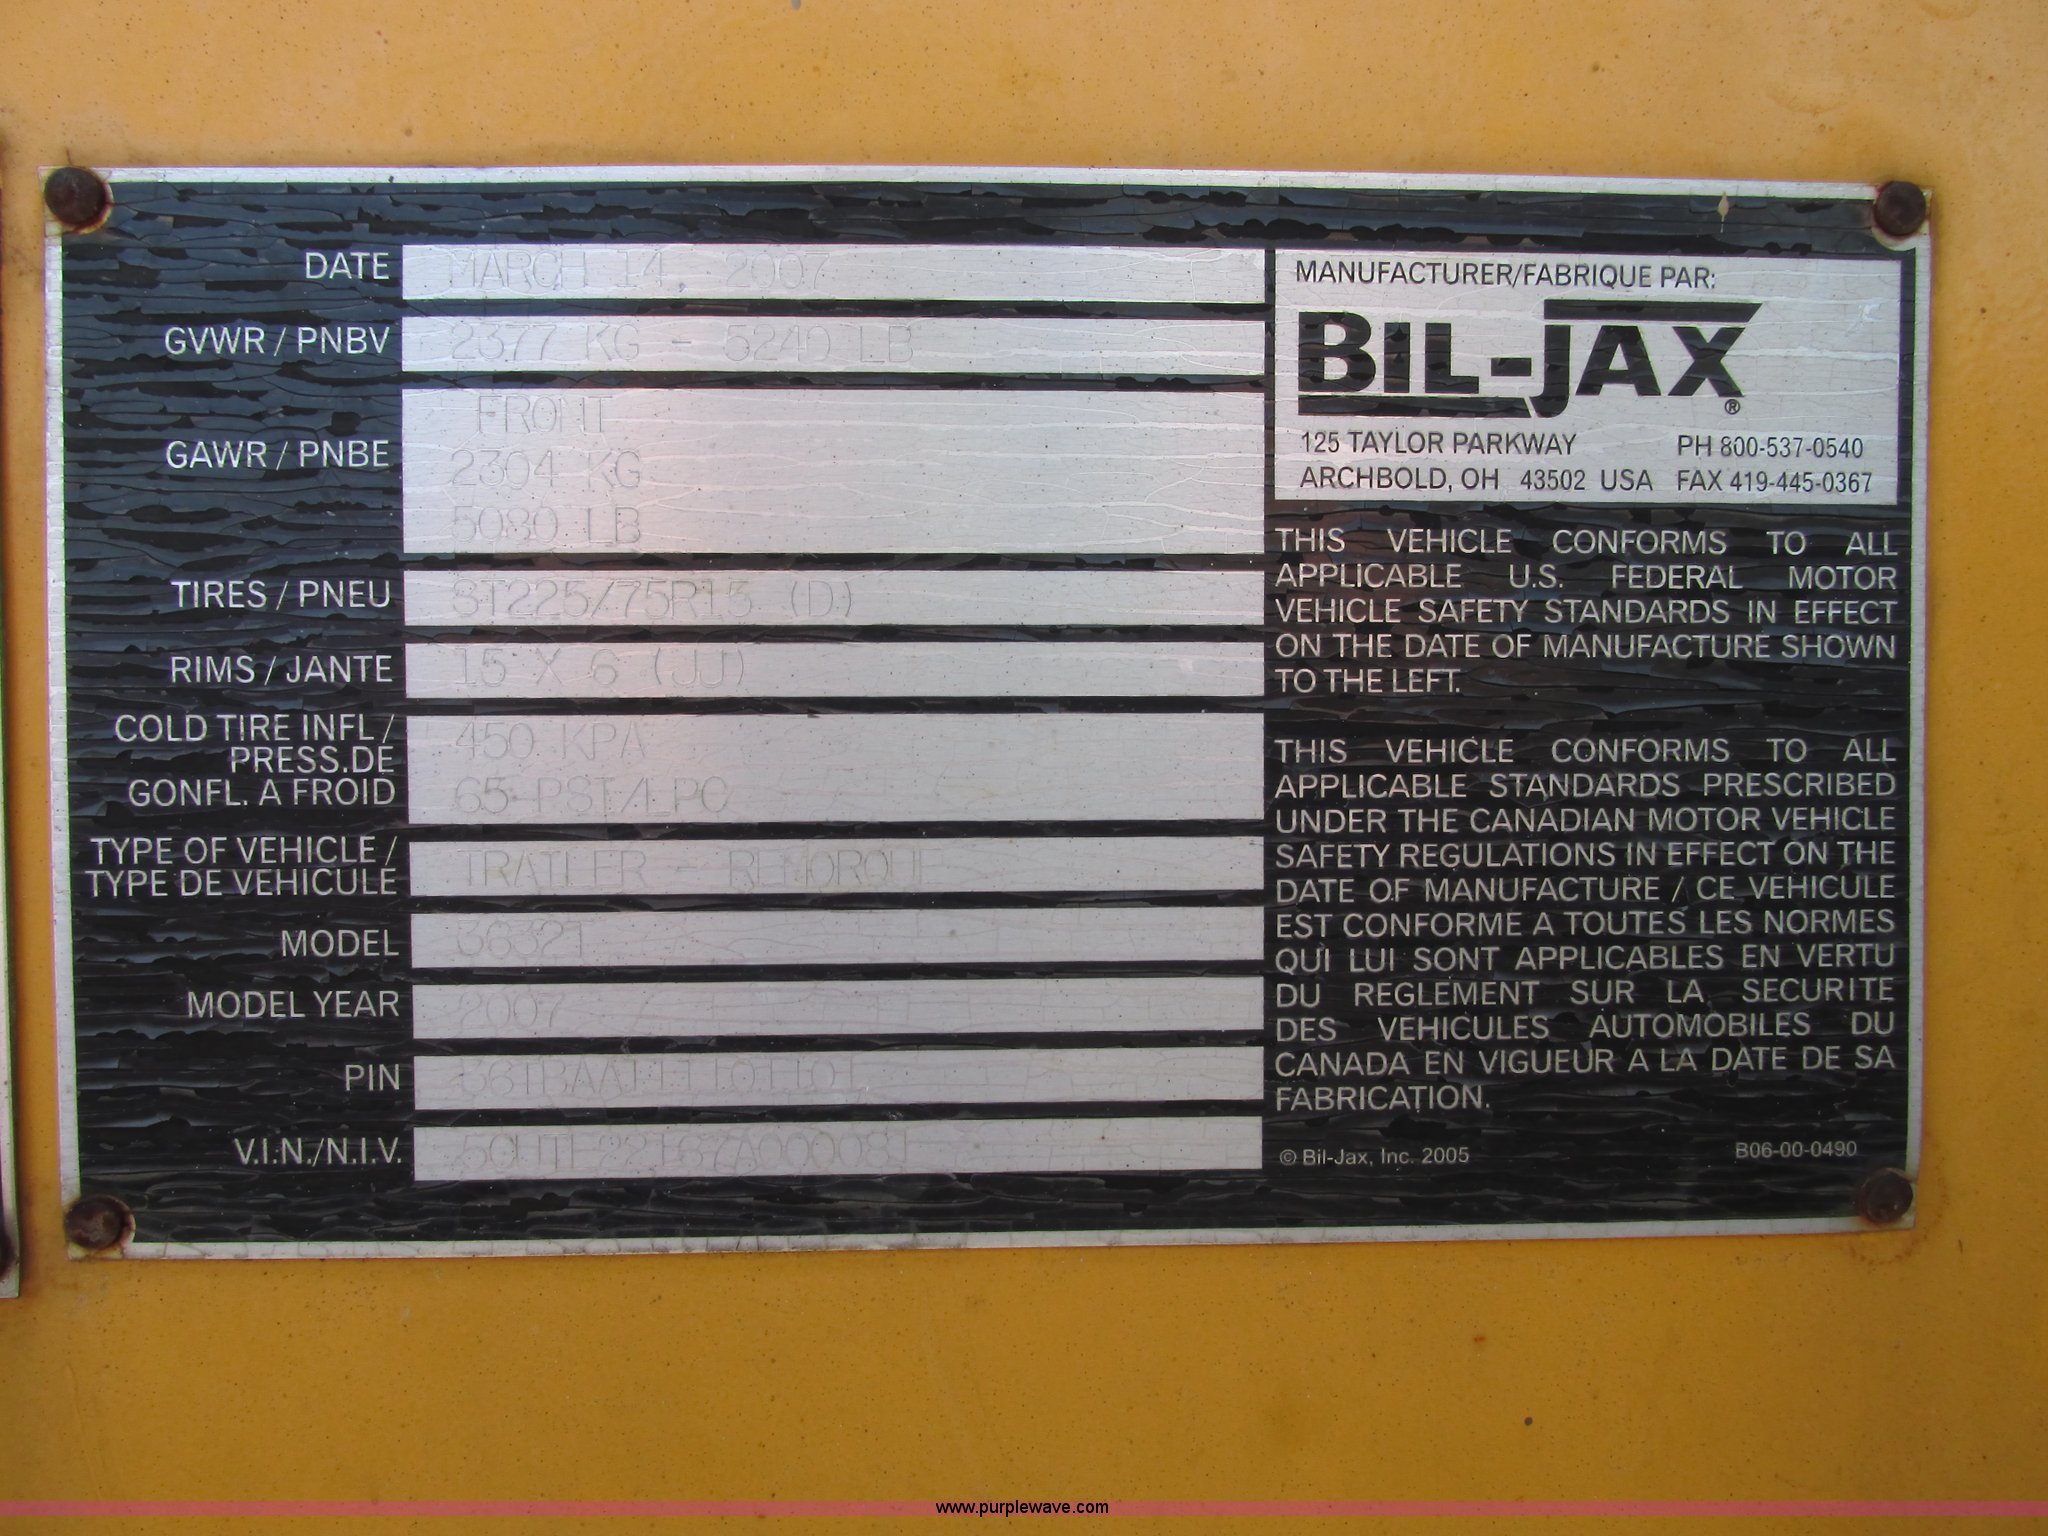 DATE MARCH 14, 2007
GVWR / PNBV 2377 KG - 5240 LB
GAWR / PNBE
FRONT
2304 KG
5080 LB
TIRES / PNEU (D)
RIMS / JANTE 15 X 6 (JJ)
COLD TIRE INFL /
PRESS.DE
GONFL. A FROID
450 KPA
65 PSI/LPC
TYPE OF VEHICLE /
TYPE DE VEHICULE
TRAILER - REMORQUE
MODEL
MODEL YEAR 2007
PIN
V.I.N./N.I.V.
MANUFACTURER/FABRIQUE PAR:
BIL-JAX ®
125 TAYLOR PARKWAY PH 800-537-0540
ARCHBOLD, OH 43502 USA FAX 419-445-0367
THIS VEHICLE CONFORMS TO ALL
APPLICABLE U.S. FEDERAL MOTOR
VEHICLE SAFETY STANDARDS IN EFFECT
ON THE DATE OF MANUFACTURE SHOWN
TO THE LEFT.
THIS VEHICLE CONFORMS TO ALL
APPLICABLE STANDARDS PRESCRIBED
UNDER THE CANADIAN MOTOR VEHICLE
SAFETY REGULATIONS IN EFFECT ON THE
DATE OF MANUFACTURE / CE VEHICULE
EST CONFORME A TOUTES LES NORMES
QUI LUI SONT APPLICABLES EN VERTU
DU REGLEMENT SUR LA SECURITE
DES VEHICULES AUTOMOBILES DU
CANADA EN VIGUEUR A LA DATE DE SA
FABRICATION.
© Bil-Jax, Inc. 2005 B06-00-0490
www.purplewave.com